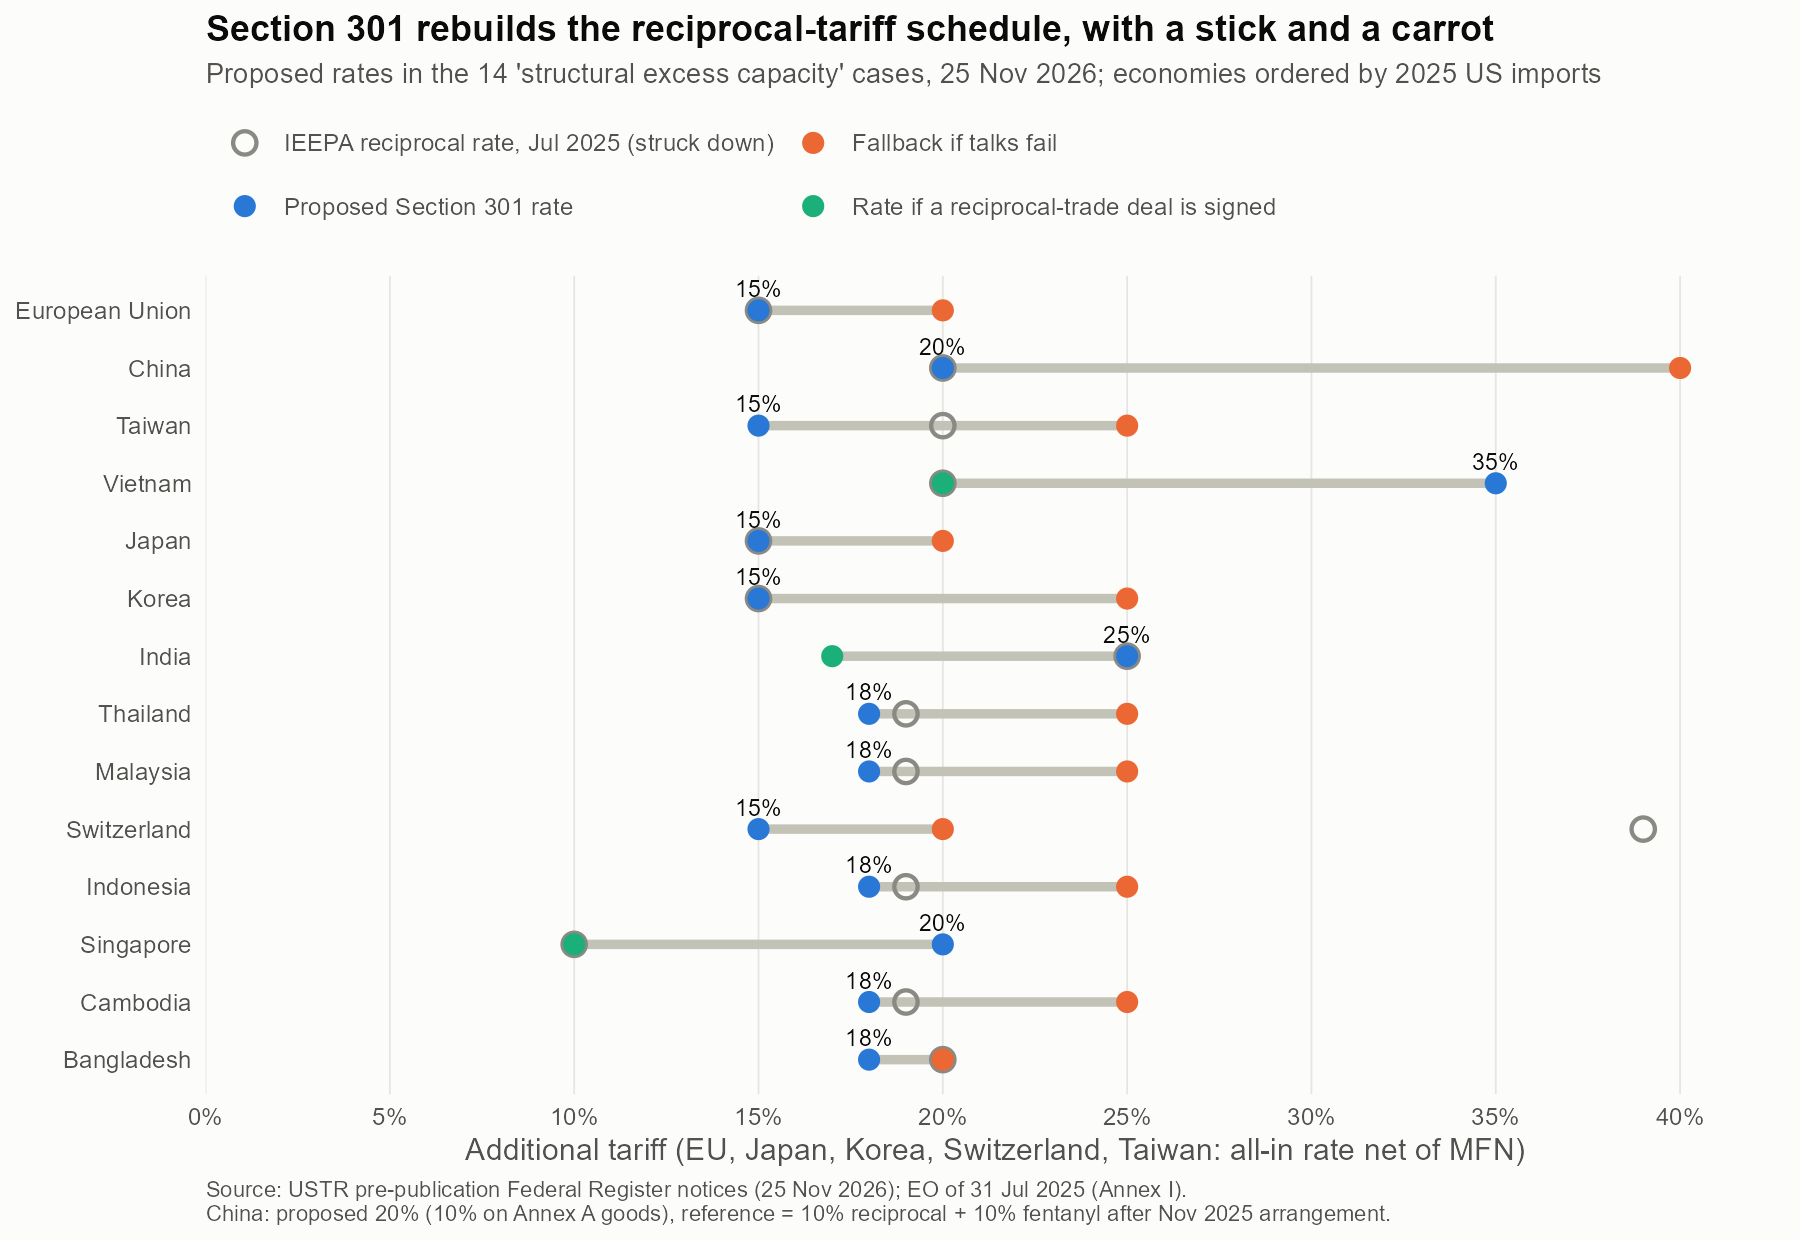 Section 301 rebuilds the reciprocal-tariff schedule, with a stick and a carrot
Proposed rates in the 14 'structural excess capacity' cases, 25 Nov 2026; economies ordered by 2025 US imports
IEEPA reciprocal rate, Jul 2025 (struck down)
Fallback if talks fail
Proposed Section 301 rate
Rate if a reciprocal-trade deal is signed
15%
European Union
20%
China
15%
Taiwan
35%
Vietnam
15%
Japan
15%
Korea
25%
India
18%
Thailand
18%
Malaysia
15%
Switzerland
18%
Indonesia
20%
Singapore
18%
Cambodia
18%
Bangladesh
0% 5% 10% 15% 20% 25% 30% 35% 40%
Additional tariff (EU, Japan, Korea, Switzerland, Taiwan: all-in rate net of MFN)
Source: USTR pre-publication Federal Register notices (25 Nov 2026); EO of 31 Jul 2025 (Annex I).
China: proposed 20% (10% on Annex A goods), reference = 10% reciprocal + 10% fentanyl after Nov 2025 arrangement.